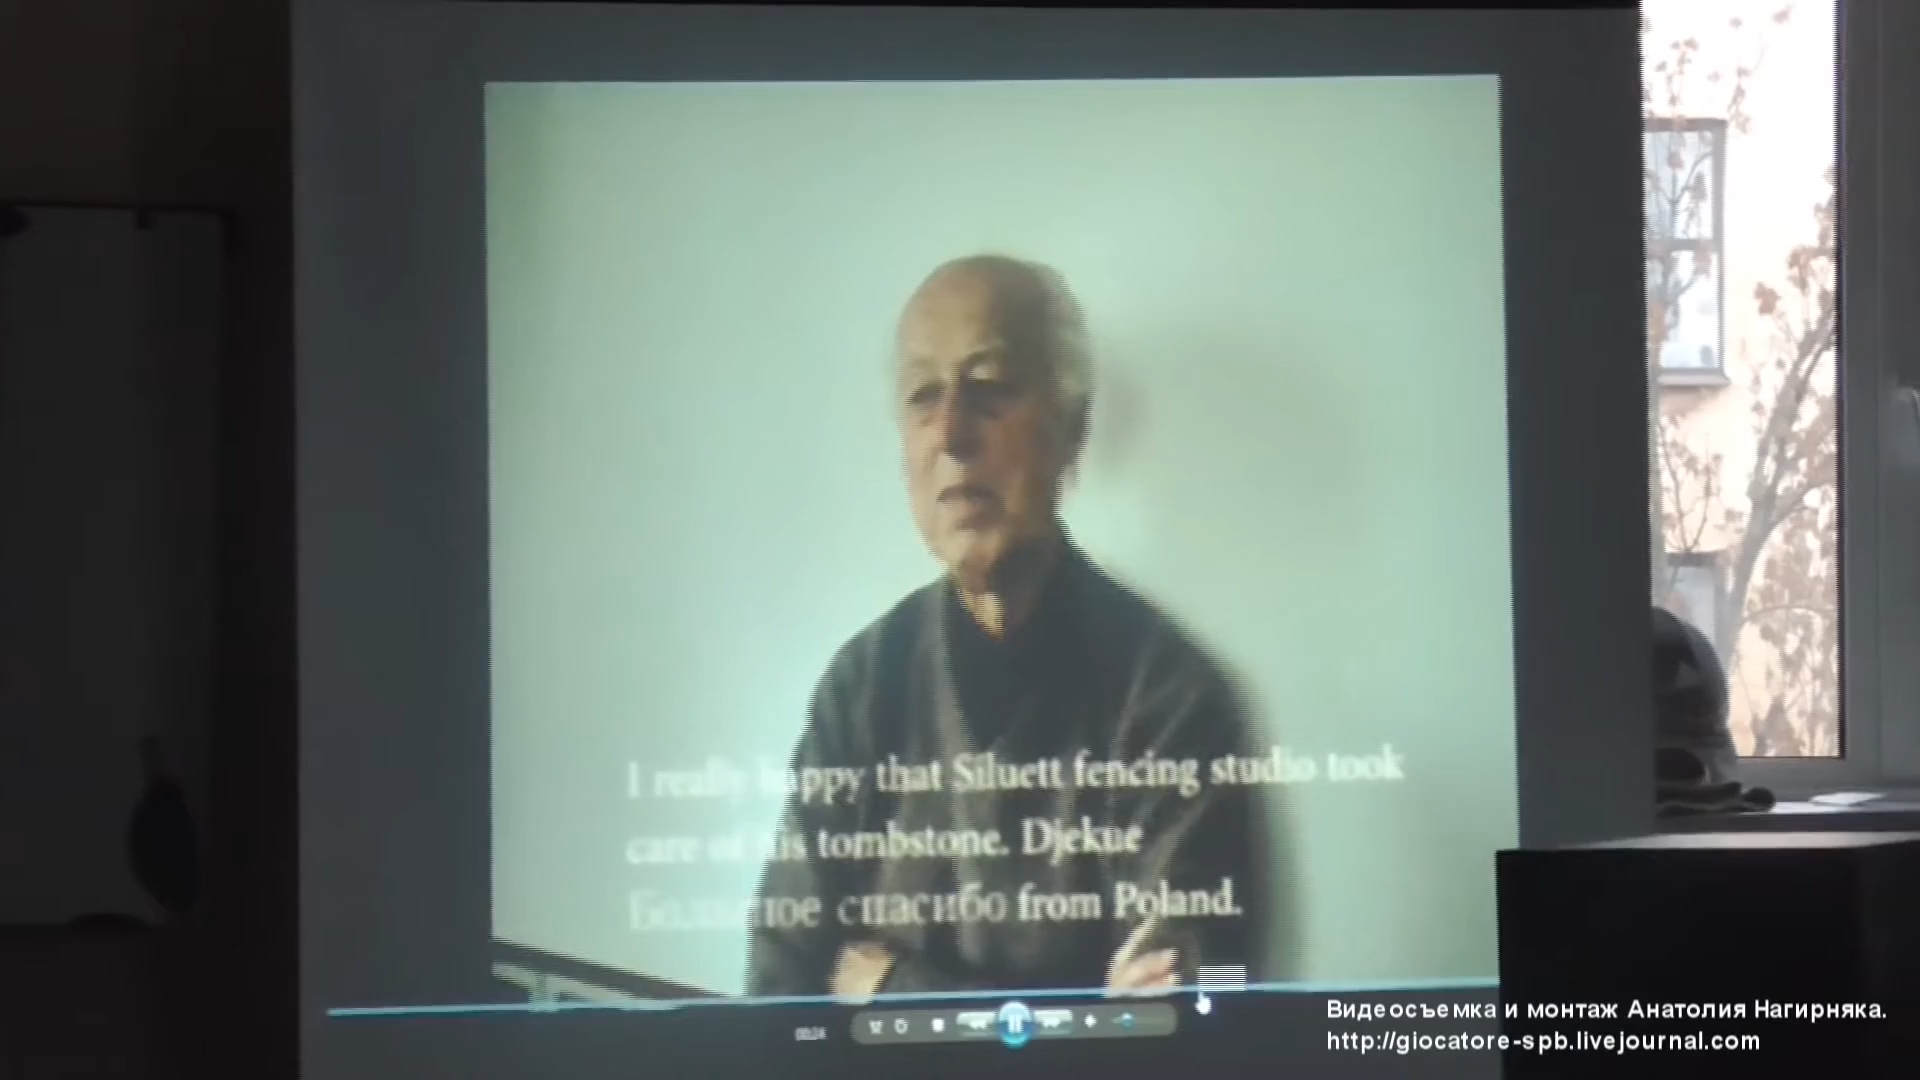 I really happy that Siluett fencing studio took
care of his tombstone. Djekue
Большое спасибо from Poland.
Видеосъемка и монтаж Анатолия Нагирняка.
http://giocatore-spb.livejournal.com